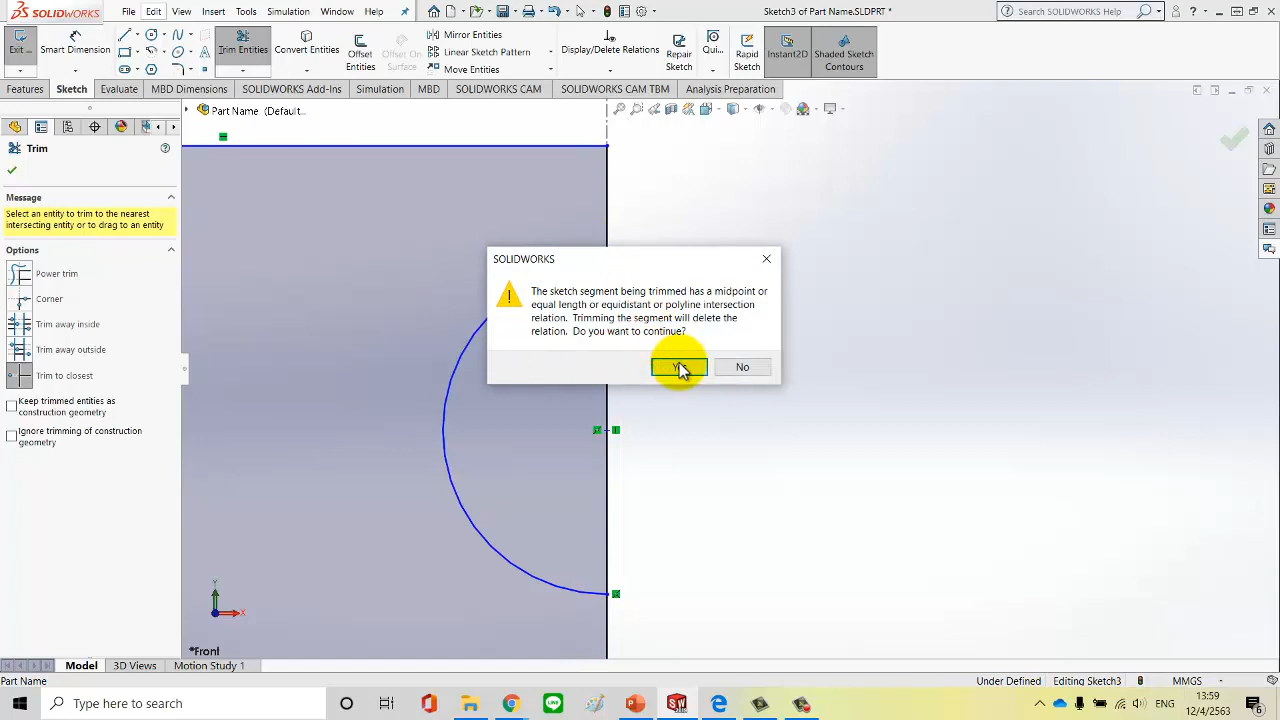 SOLIDWORKS File Edit View Insert Tools Simulation Window Help Sketch3 of Part Name.SLDPRT * Search SOLIDWORKS Help
Exit ... Smart Dimension Trim Entities Convert Entities Offset Entities Offset On Surface Mirror Entities Linear Sketch Pattern Move Entities Display/Delete Relations Repair Sketch Qui... Rapid Sketch Instant2D Shaded Sketch Contours
Features Sketch Evaluate MBD Dimensions SOLIDWORKS Add-Ins Simulation MBD SOLIDWORKS CAM SOLIDWORKS CAM TBM Analysis Preparation
Part Name (Default...
Trim
Message
Select an entity to trim to the nearest
intersecting entity or to drag to an entity
Options
Power trim
Corner
Trim away inside
Trim away outside
Trim to closest
Keep trimmed entities as
construction geometry
Ignore trimming of construction
geometry
SOLIDWORKS
The sketch segment being trimmed has a midpoint or
equal length or equidistant or polyline intersection
relation. Trimming the segment will delete the
relation. Do you want to continue?
No
Y
X
*Front
Model 3D Views Motion Study 1
Part Name Under Defined Editing Sketch3 MMGS
Type here to search
13:59
12/4/2563
6